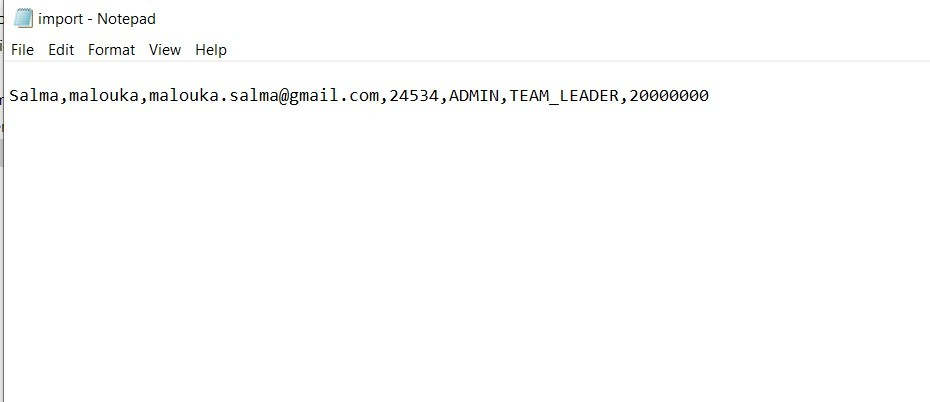 import - Notepad
File Edit Format View Help
Salma,malouka,malouka.salma@gmail.com,24534,ADMIN,TEAM_LEADER,20000000